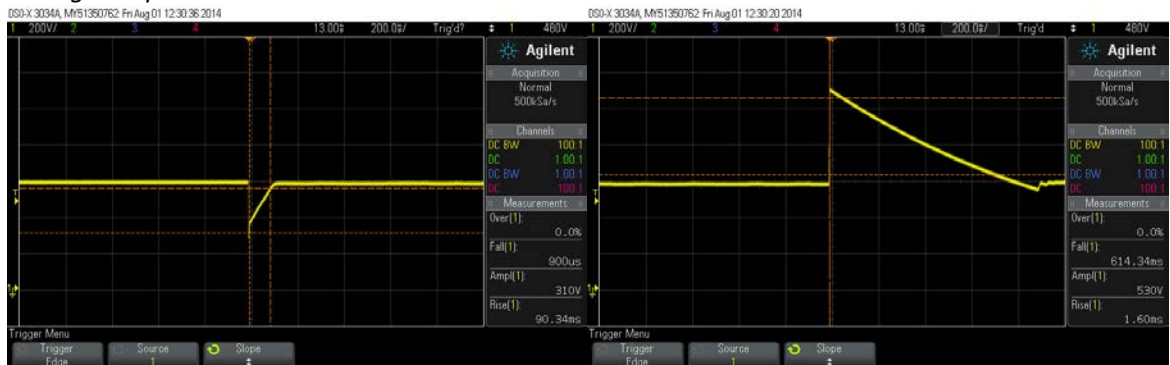 DSO-X 3034A, MY51350762: Fri Aug 01 12:30:36 2014
1 200V/ 2 3 4 13.00s 200.0s/ Trig'd? 1 480V
Agilent
Acquisition
Normal
500kSa/s
Channels
DC BW 100:1
DC 1.00:1
DC BW 1.00:1
DC 100:1
Measurements
Over(1):
0.0%
Fall(1):
900us
Ampl(1):
310V
Rise(1):
90.34ms
Trigger Menu
Trigger Source Slope
Edge 1
DSO-X 3034A, MY51350762: Fri Aug 01 12:30:20 2014
1 200V/ 2 3 4 13.00s 200.0s/ Trig'd 1 480V
Agilent
Acquisition
Normal
500kSa/s
Channels
DC BW 100:1
DC 1.00:1
DC BW 1.00:1
DC 100:1
Measurements
Over(1):
0.0%
Fall(1):
614.34ms
Ampl(1):
530V
Rise(1):
1.60ms
Trigger Menu
Trigger Source Slope
Edge 1